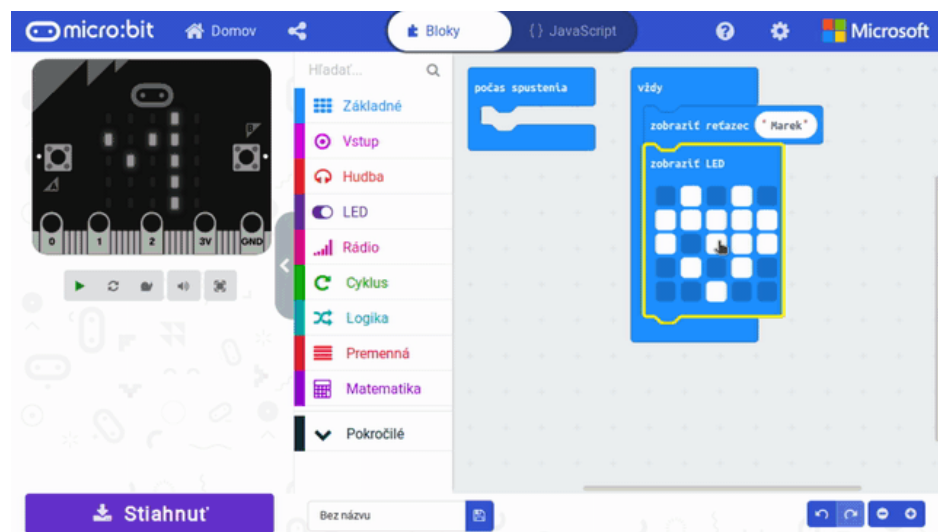 micro:bit Domov Bloky {} JavaScript Microsoft
Hľadať...
Základné
Vstup
Hudba
LED
Rádio
Cyklus
Logika
Premenná
Matematika
Pokročilé
počas spustenia
vždy
zobraziť reťazec "Marek"
zobraziť LED
0 1 2 3V GND
Stiahnuť
Bez názvu